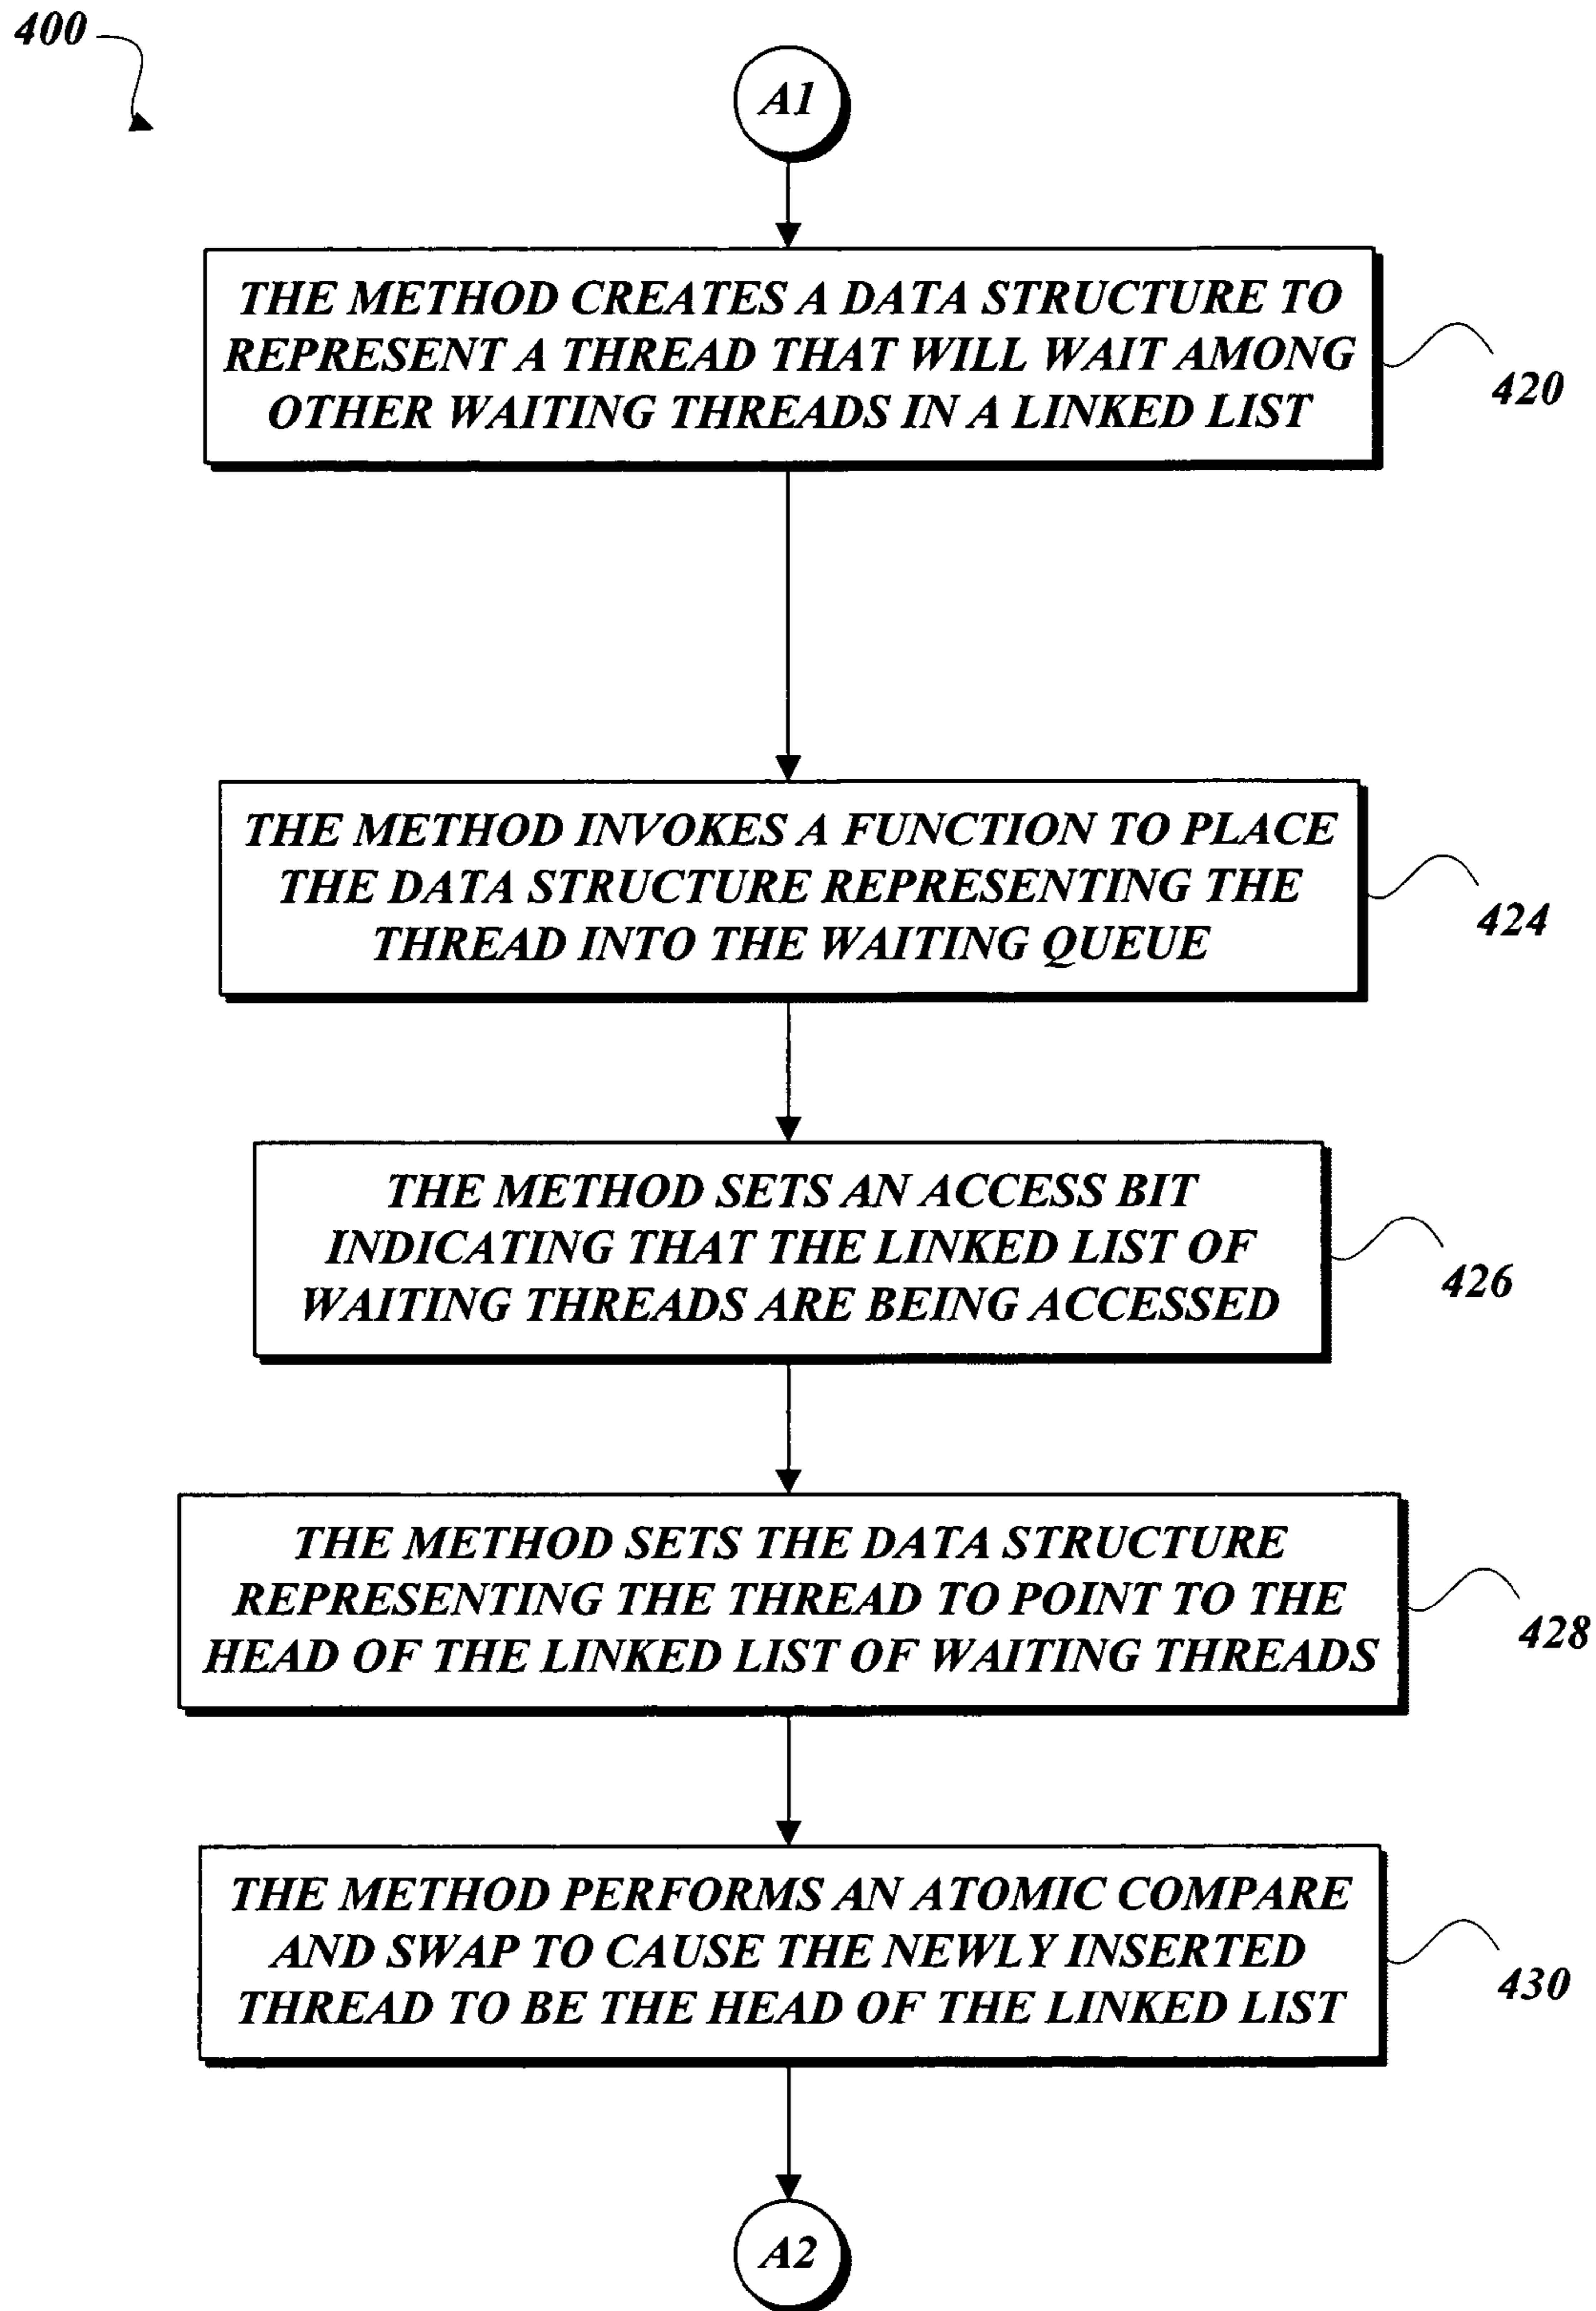 400
A1
THE METHOD CREATES A DATA STRUCTURE TO
REPRESENT A THREAD THAT WILL WAIT AMONG
OTHER WAITING THREADS IN A LINKED LIST
420
THE METHOD INVOKES A FUNCTION TO PLACE
THE DATA STRUCTURE REPRESENTING THE
THREAD INTO THE WAITING QUEUE
424
THE METHOD SETS AN ACCESS BIT
INDICATING THAT THE LINKED LIST OF
WAITING THREADS ARE BEING ACCESSED
426
THE METHOD SETS THE DATA STRUCTURE
REPRESENTING THE THREAD TO POINT TO THE
HEAD OF THE LINKED LIST OF WAITING THREADS
428
THE METHOD PERFORMS AN ATOMIC COMPARE
AND SWAP TO CAUSE THE NEWLY INSERTED
THREAD TO BE THE HEAD OF THE LINKED LIST
430
A2